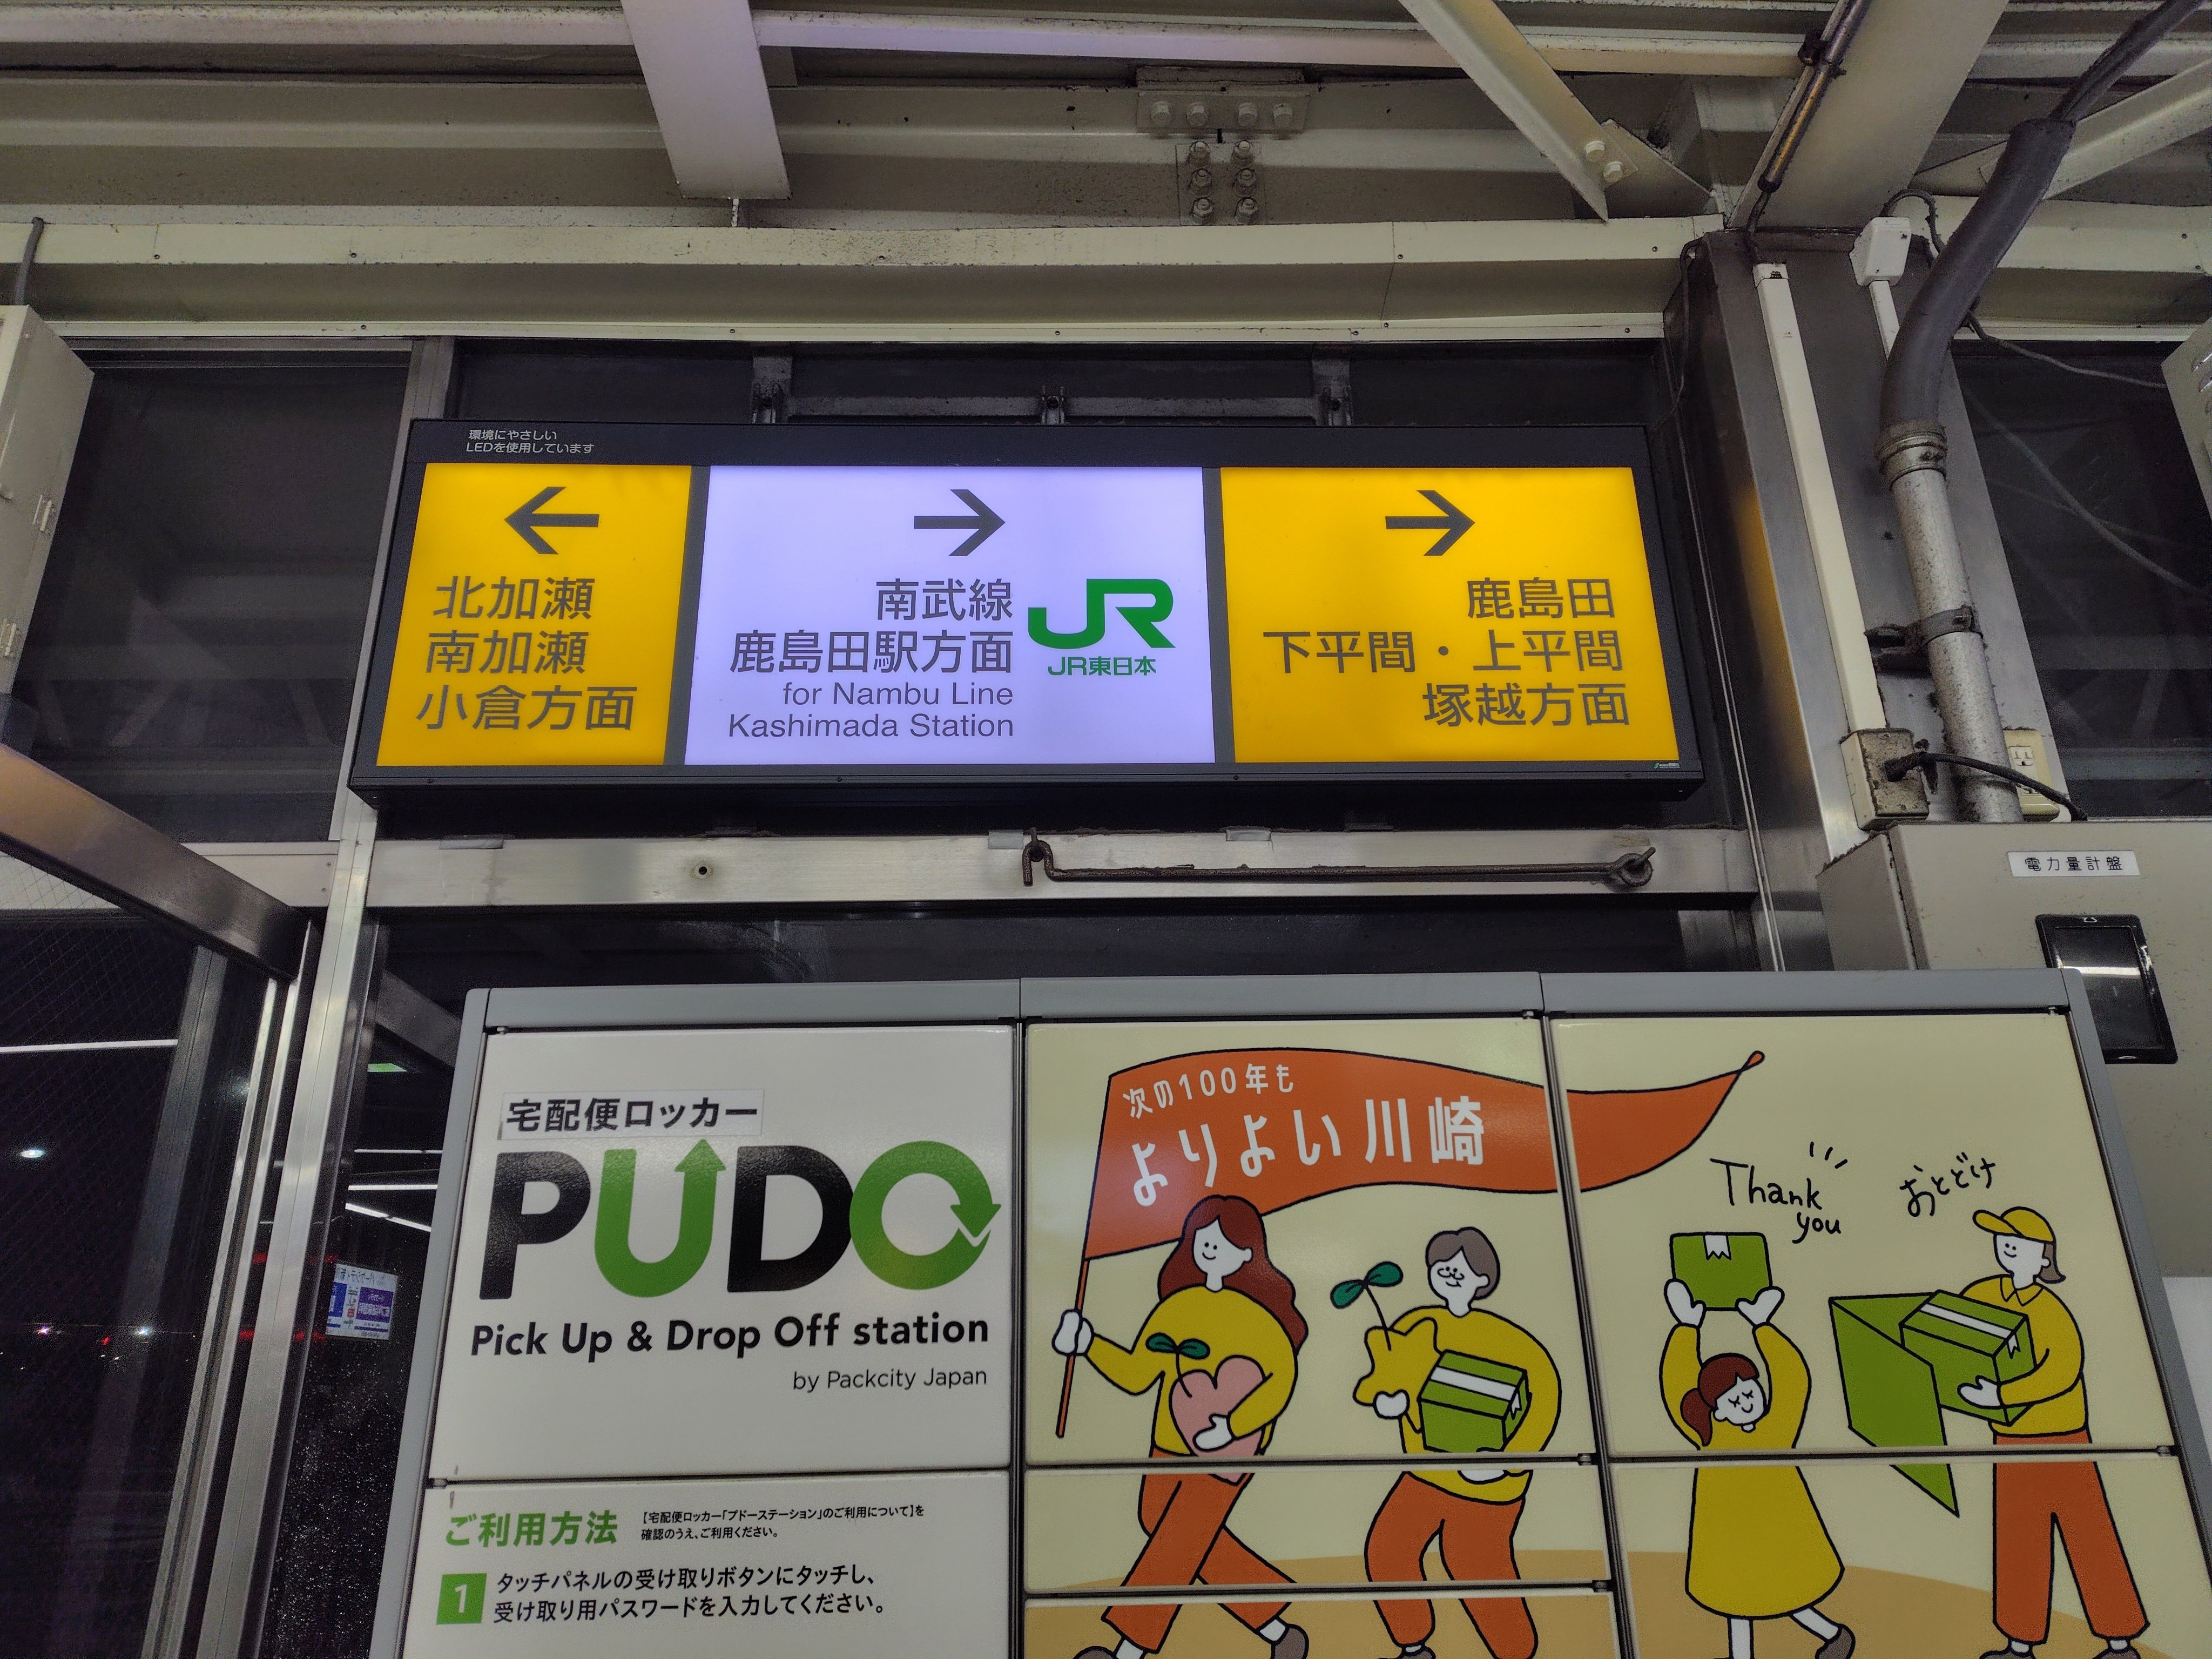 環境にやさしい
LEDを使用しています
北加瀬
南加瀬
小倉方面
南武線
鹿島田駅方面
for Nambu Line
Kashimada Station
JR
JR東日本
鹿島田
下平間・上平間
塚越方面
電力量計盤
宅配便ロッカー
PUDO
Pick Up & Drop Off station
by Packcity Japan
ご利用方法
【宅配便ロッカー「プドーステーション」のご利用について】を
確認のうえ、ご利用ください。
1
タッチパネルの受け取りボタンにタッチし、
受け取り用パスワードを入力してください。
次の100年も
よりよい川崎
Thank
you
おとどけ